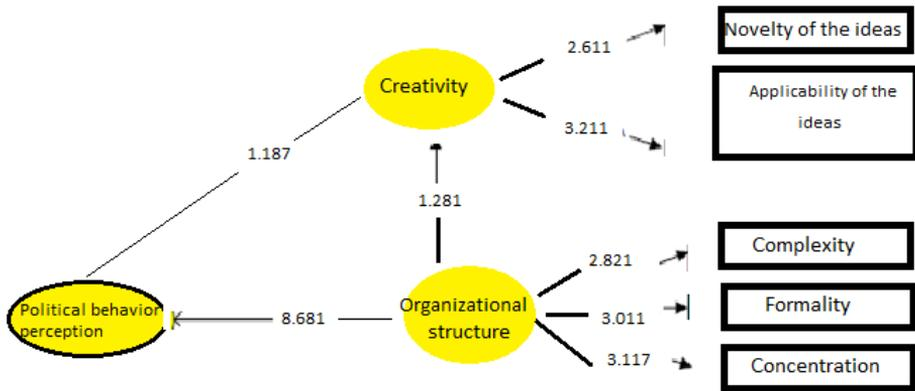 Novelty of the ideas
2.611
Creativity
Applicability of the
ideas
3.211
1.187
1.281
Complexity
2.821
Political behavior
perception
8.681
Organizational
structure
3.011
Formality
3.117
Concentration